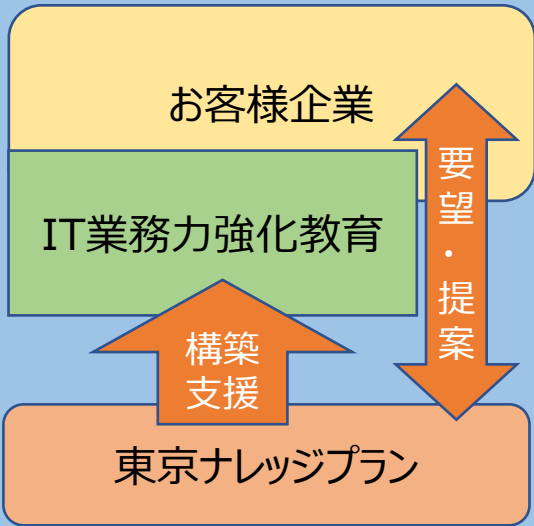 お客様企業
IT業務力強化教育
要望・提案
構築
支援
東京ナレッジプラン